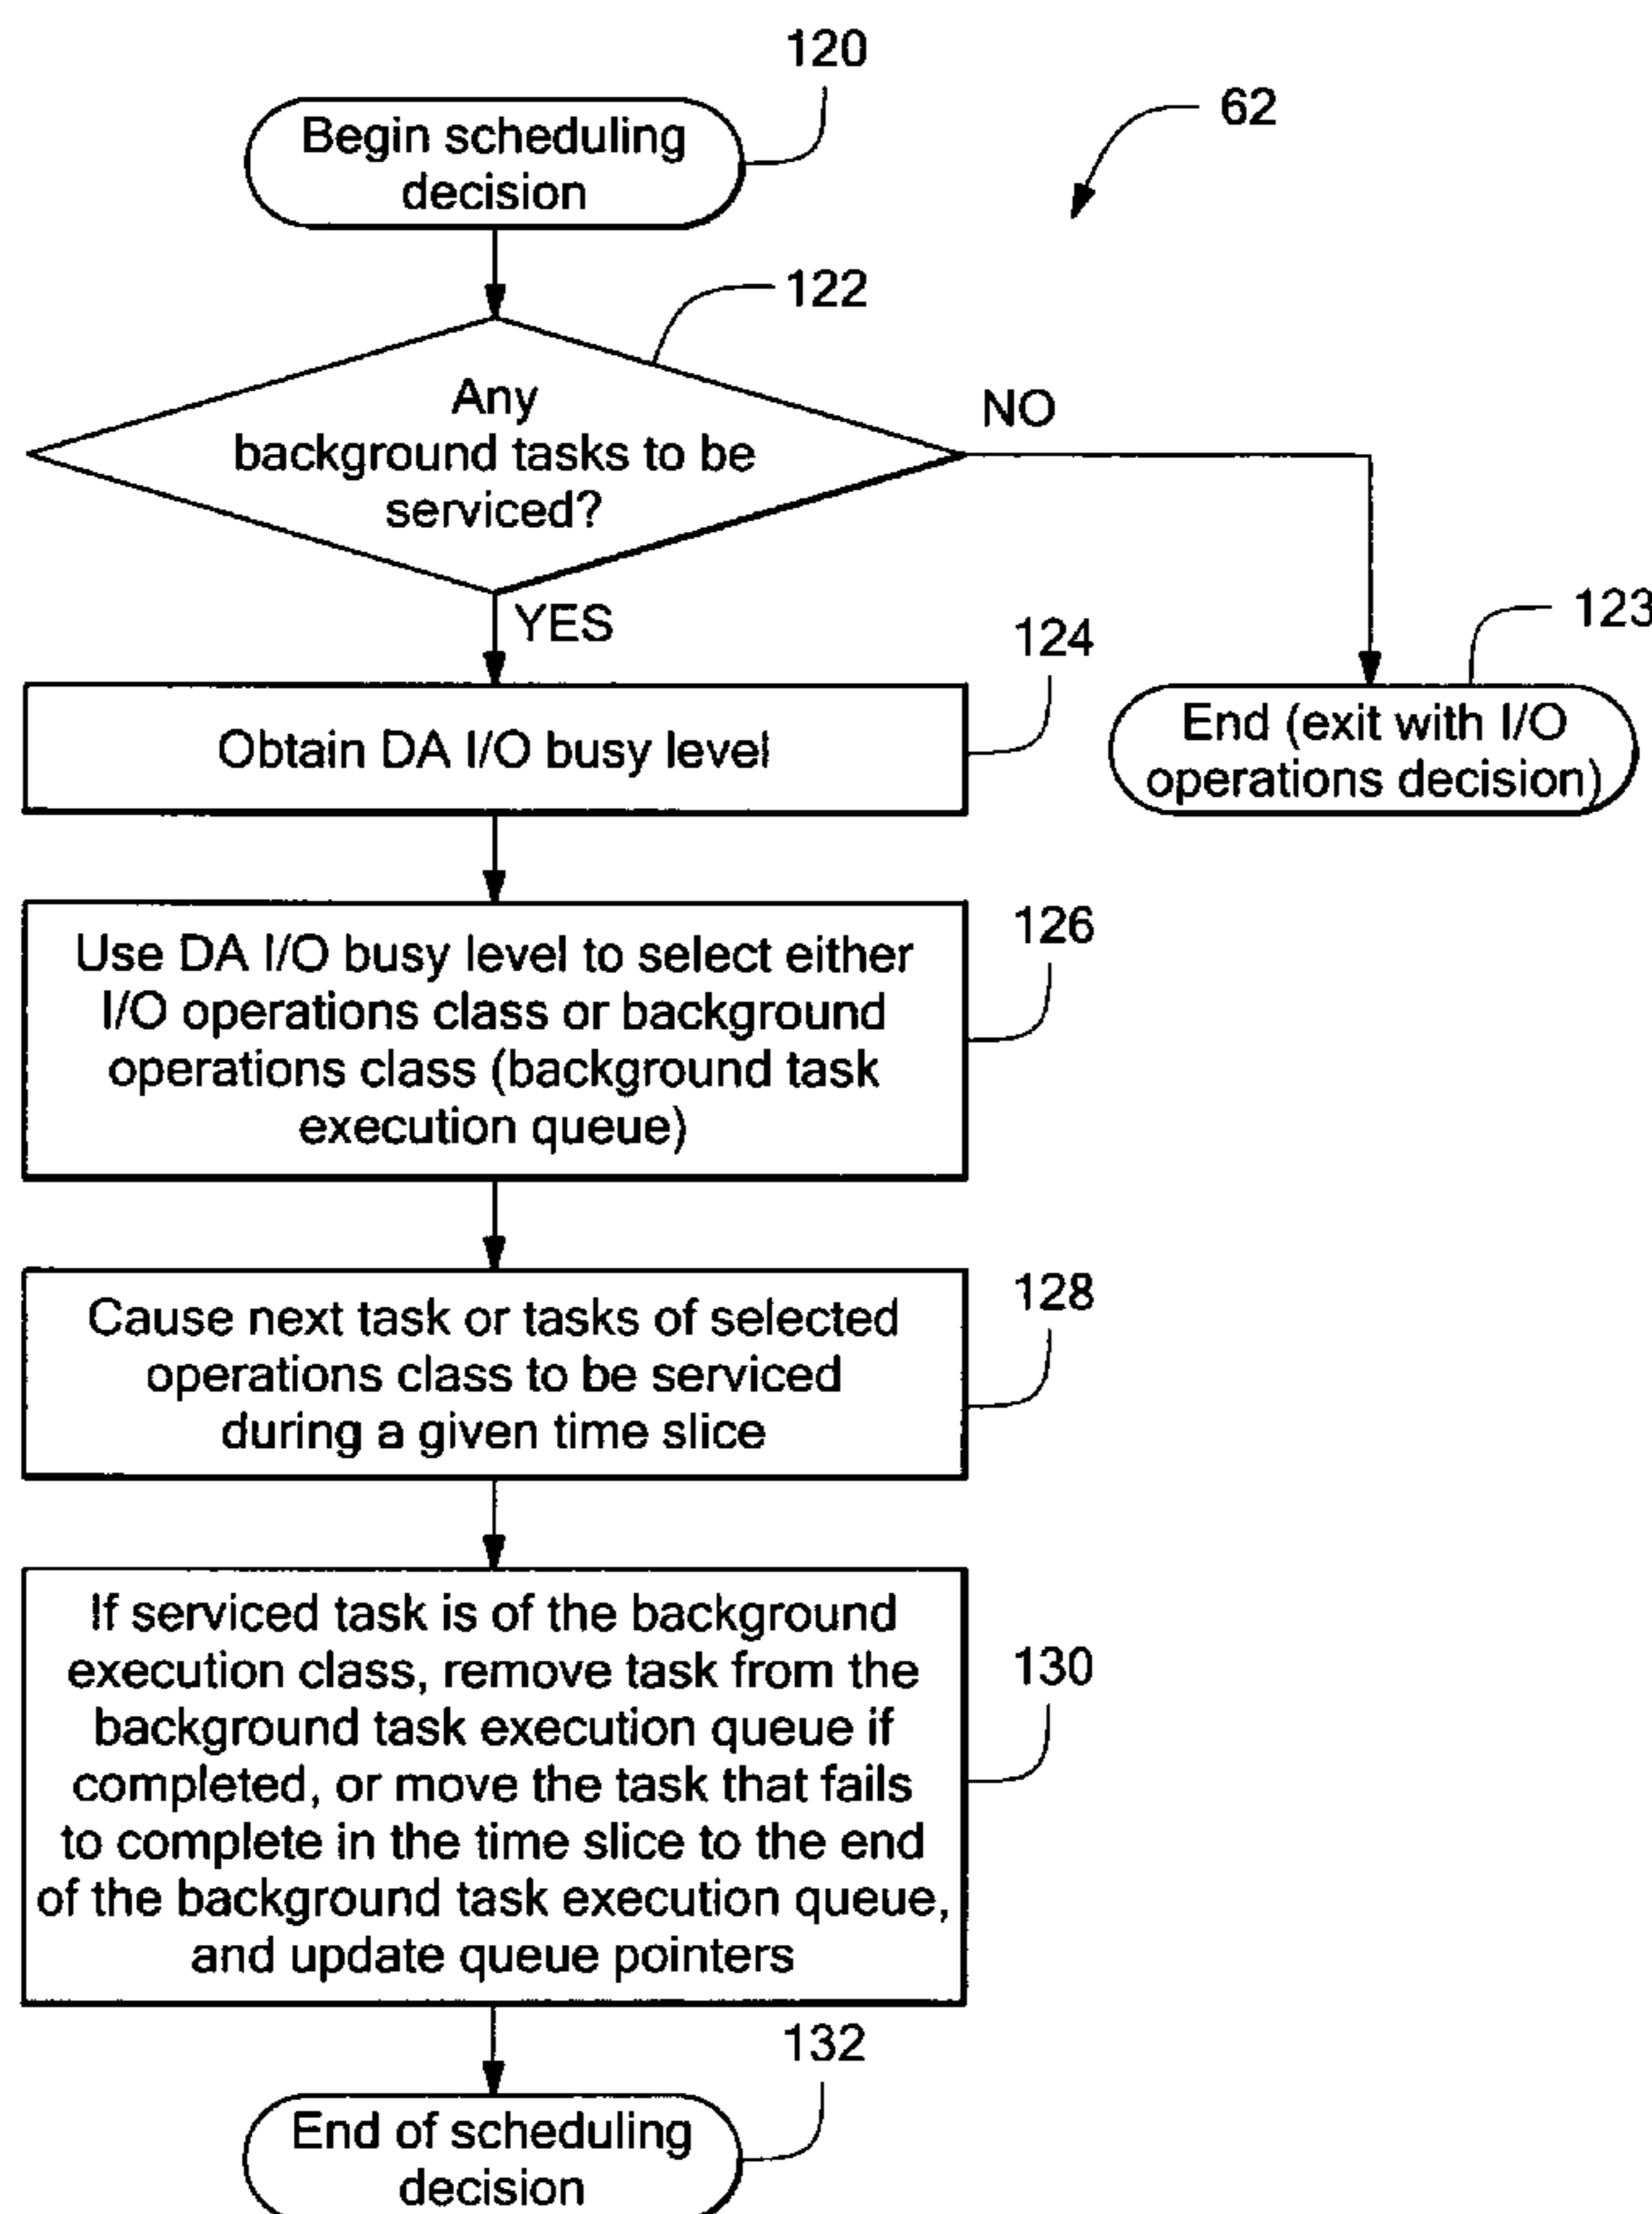 120
62
Begin scheduling
decision
122
Any
background tasks to be
serviced?
NO
YES
123
124
Obtain DA I/O busy level
End (exit with I/O
operations decision)
126
Use DA I/O busy level to select either
I/O operations class or background
operations class (background task
execution queue)
128
Cause next task or tasks of selected
operations class to be serviced
during a given time slice
130
If serviced task is of the background
execution class, remove task from the
background task execution queue if
completed, or move the task that fails
to complete in the time slice to the end
of the background task execution queue,
and update queue pointers
132
End of scheduling
decision